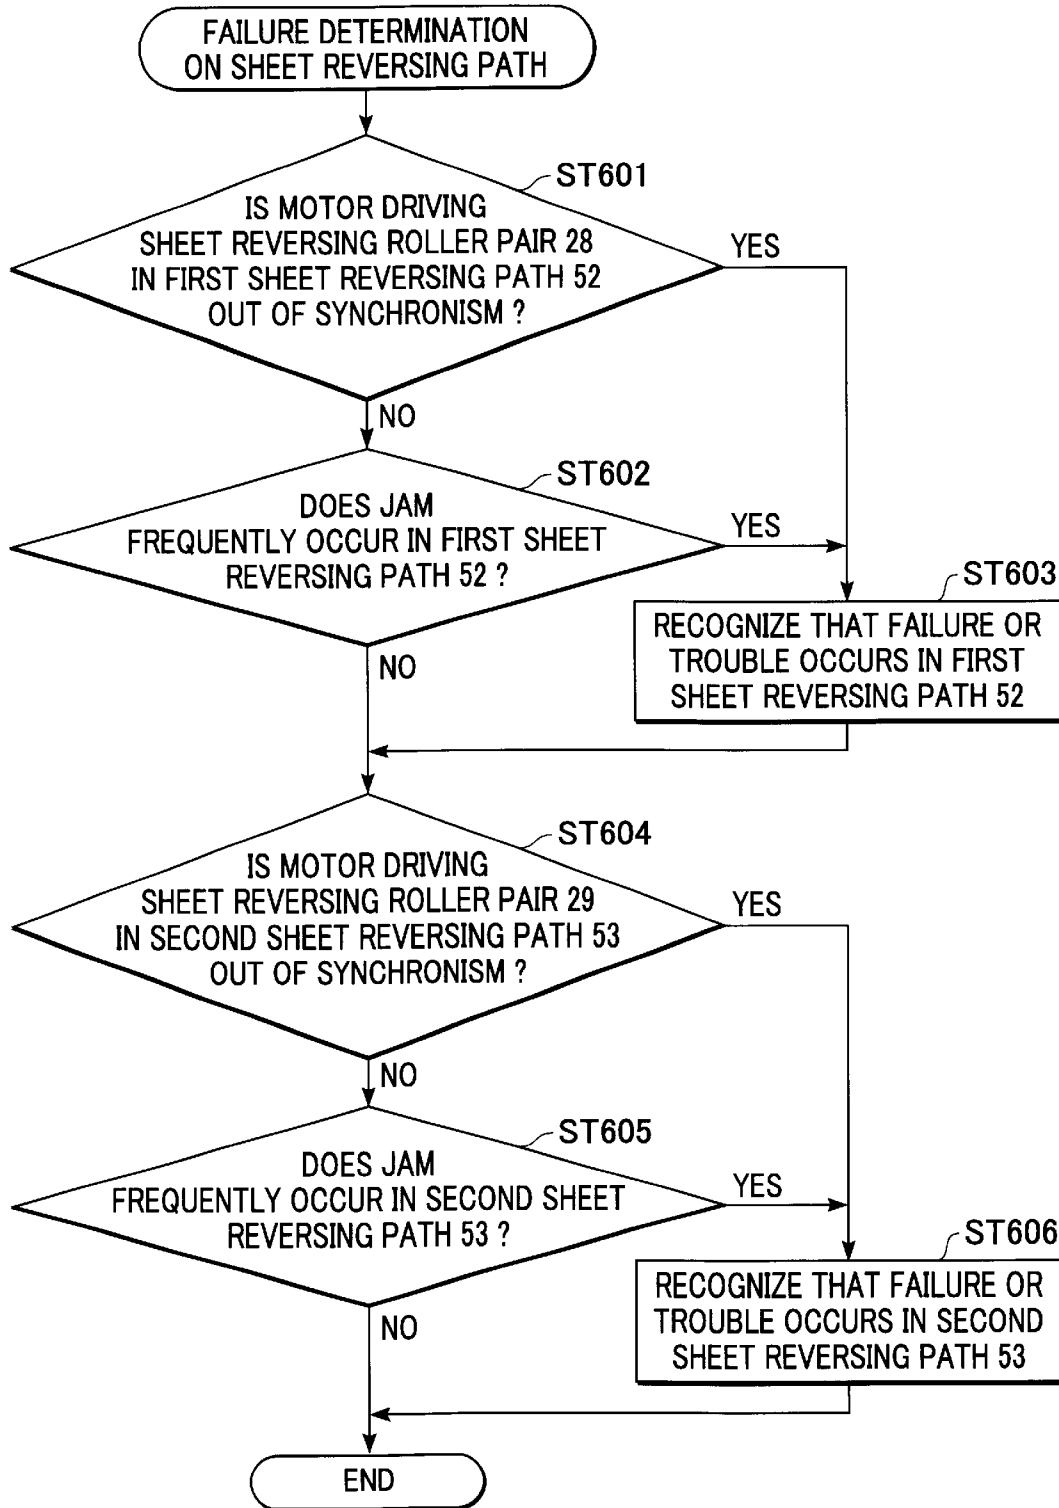 FAILURE DETERMINATION
ON SHEET REVERSING PATH
ST601
IS MOTOR DRIVING
SHEET REVERSING ROLLER PAIR 28
IN FIRST SHEET REVERSING PATH 52
OUT OF SYNCHRONISM ?
YES
NO
ST602
DOES JAM
FREQUENTLY OCCUR IN FIRST SHEET
REVERSING PATH 52 ?
YES
NO
ST603
RECOGNIZE THAT FAILURE OR
TROUBLE OCCURS IN FIRST
SHEET REVERSING PATH 52
ST604
IS MOTOR DRIVING
SHEET REVERSING ROLLER PAIR 29
IN SECOND SHEET REVERSING PATH 53
OUT OF SYNCHRONISM ?
YES
NO
ST605
DOES JAM
FREQUENTLY OCCUR IN SECOND SHEET
REVERSING PATH 53 ?
YES
NO
ST606
RECOGNIZE THAT FAILURE OR
TROUBLE OCCURS IN SECOND
SHEET REVERSING PATH 53
END